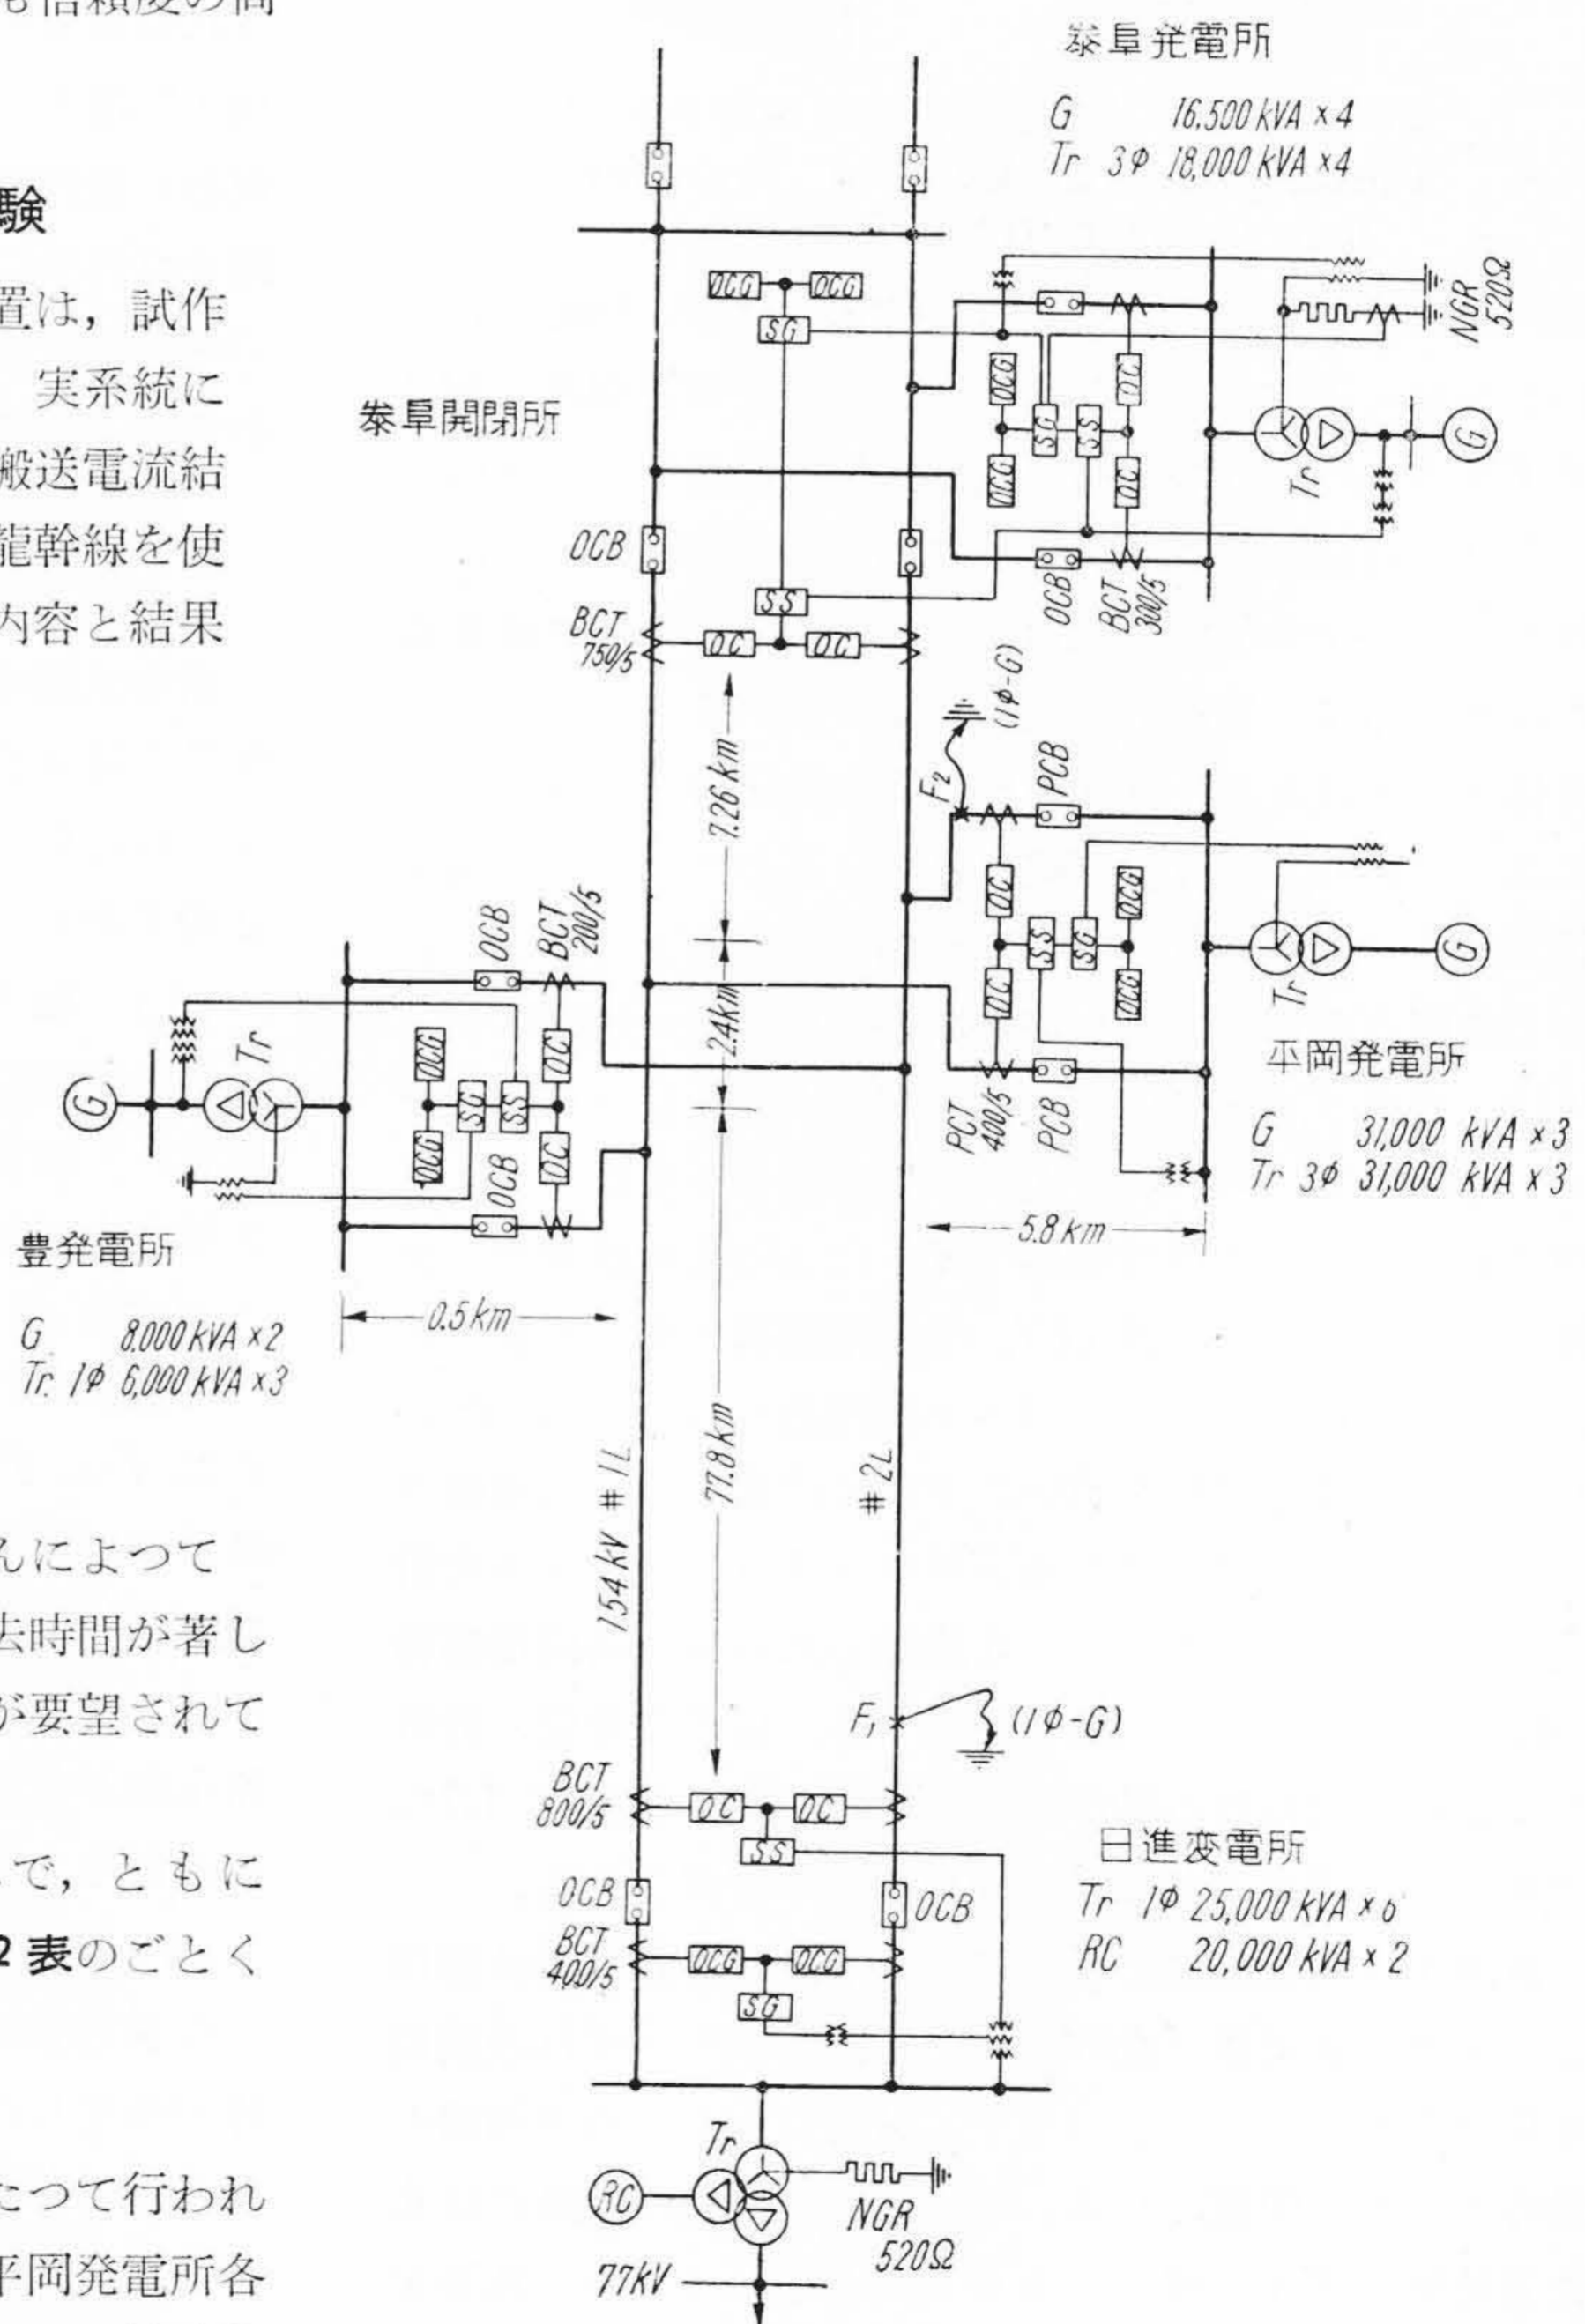 も信頼度の高
験
置は，試作
実系統に
搬送電流結
龍幹線を使
内容と結果
んによつて
去時間が著し
が要望されて
で，ともに
2表のごとく
たつて行われ
平岡発電所各
泰阜発電所
G 16,500 kVA × 4
Tr 3φ 18,000 kVA ×4
OCG OCG
SG
NGR
520Ω
泰阜開閉所
OCG
OCG
SG
SS
OC
OC
Tr
G
OCB
BCT
750/5
SS
OC OC
OCB
BCT
300/5
(1φ-G)
F2
PCB
7.26 km
2.4km
77.8km
OCB
BCT
200/5
OC
OC
SS
SG
OCG
OCG
Tr
G
平岡発電所
G 31,000 kVA × 3
Tr 3φ 31,000 kVA × 3
PCT
400/5
PCB
5.8 km
G
Tr
OCG
OCG
SG
SS
OC
OC
OCB
豊発電所
G 8,000 kVA ×2
Tr. 1φ 6,000 kVA ×3
0.5 km
154 kV # 1L
# 2L
F1
(1φ-G)
BCT
800/5
OC OC
SS
OCB
OCB
BCT
400/5
OCG OCG
SG
日進変電所
Tr 1φ 25,000 kVA × 6
RC 20,000 kVA × 2
Tr
RC
NGR
520Ω
77kV